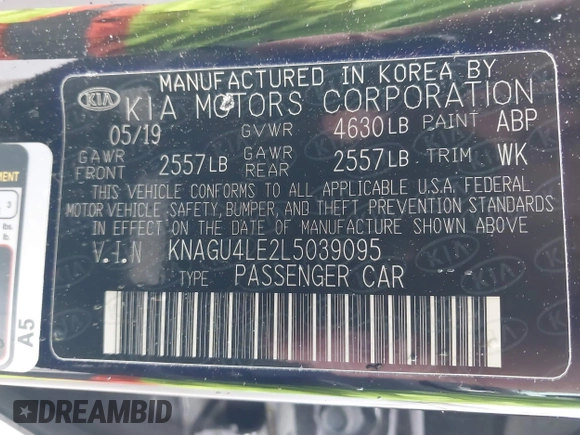 MANUFACTURED IN KOREA BY
KIA KIA MOTORS CORPORATION
05/19 GVWR 4630LB PAINT ABP
GAWR FRONT 2557LB GAWR REAR 2557LB TRIM WK
THIS VEHICLE CONFORMS TO ALL APPLICABLE U.S.A. FEDERAL
MOTOR VEHICLE SAFETY, BUMPER, AND THEFT PREVENTION STANDARDS
IN EFFECT ON THE DATE OF MANUFACTURE SHOWN ABOVE
V.I.N KNAGU4LE2L5039095
TYPE PASSENGER CAR
A5
DREAMBID